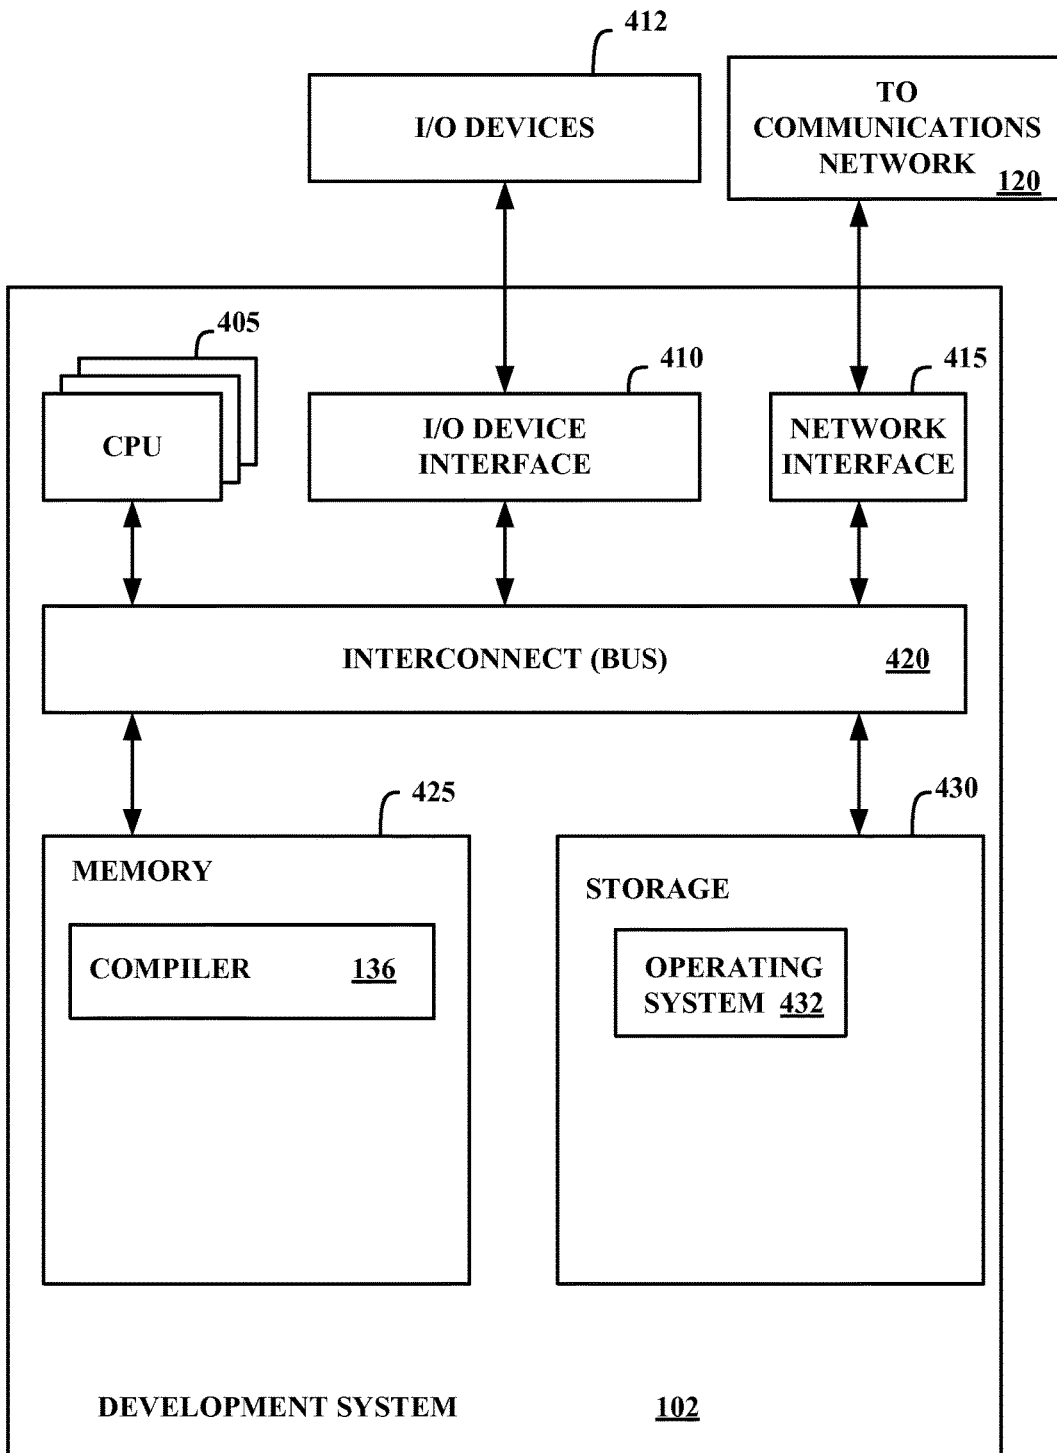 412
I/O DEVICES
TO
COMMUNICATIONS
NETWORK
120
405
410
415
CPU
I/O DEVICE
INTERFACE
NETWORK
INTERFACE
INTERCONNECT (BUS) 420
425
430
MEMORY
STORAGE
COMPILER 136
OPERATING
SYSTEM 432
DEVELOPMENT SYSTEM 102